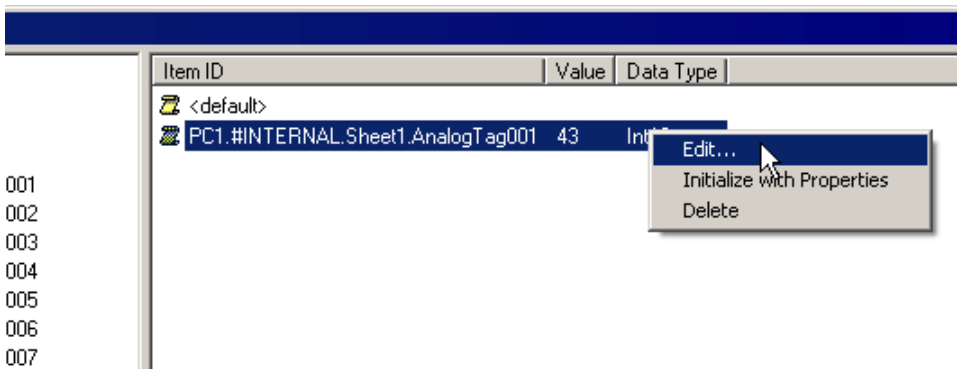 Item ID Value Data Type
<default>
PC1.#INTERNAL.Sheet1.AnalogTag001 43
Edit...
Initialize with Properties
Delete
001
002
003
004
005
006
007